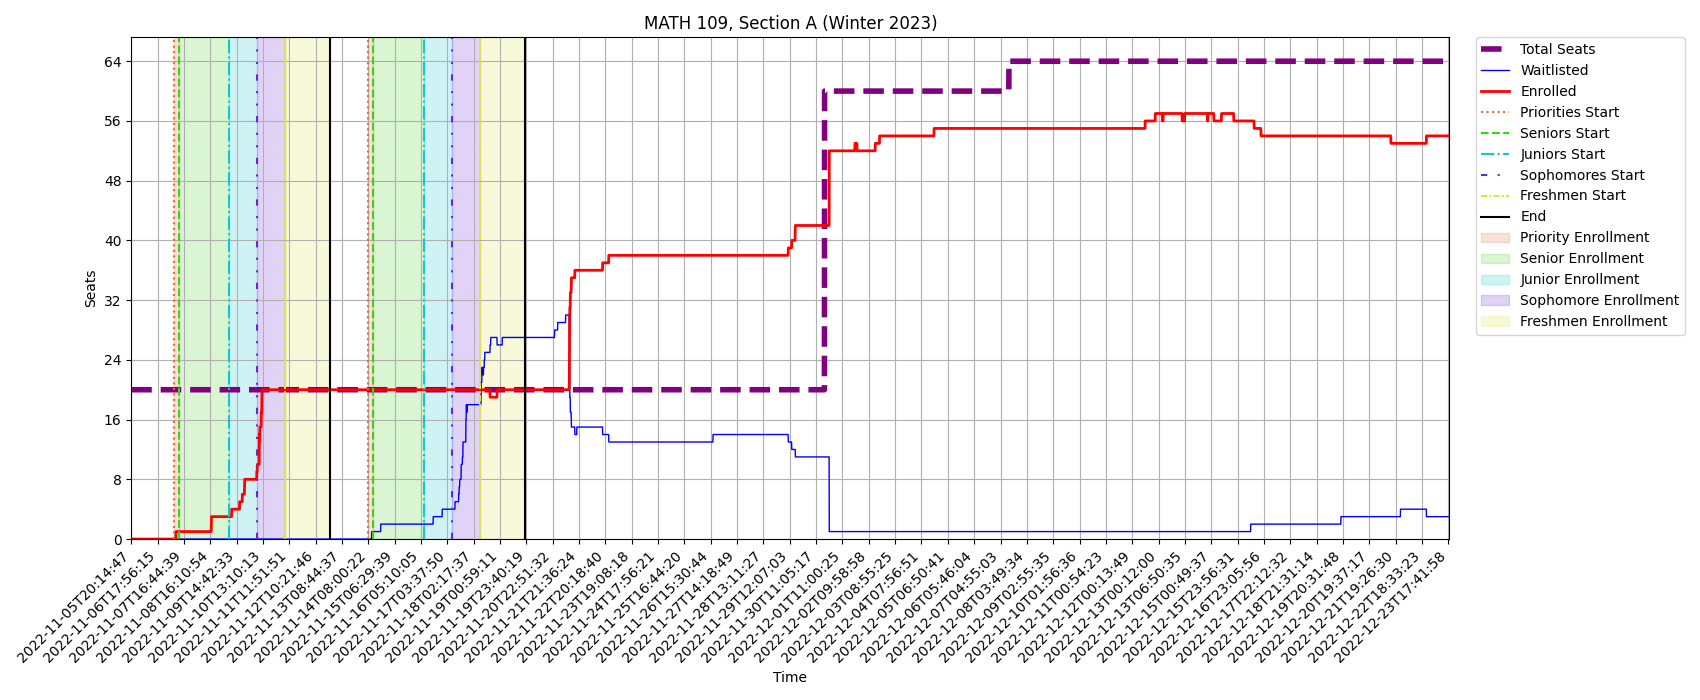 MATH 109, Section A (Winter 2023)
Seats
64
56
48
40
32
24
16
8
0
Total Seats
Waitlisted
Enrolled
Priorities Start
Seniors Start
Juniors Start
Sophomores Start
Freshmen Start
End
Priority Enrollment
Senior Enrollment
Junior Enrollment
Sophomore Enrollment
Freshmen Enrollment
2022-11-05T20:14:47
2022-11-06T17:56:15
2022-11-07T16:44:39
2022-11-08T16:10:54
2022-11-09T14:42:33
2022-11-10T13:10:13
2022-11-11T11:51:51
2022-11-12T10:21:46
2022-11-13T08:44:37
2022-11-14T08:00:22
2022-11-15T06:29:39
2022-11-16T05:10:05
2022-11-17T03:37:50
2022-11-18T02:17:37
2022-11-19T00:59:11
2022-11-19T23:40:19
2022-11-20T22:51:32
2022-11-21T21:36:24
2022-11-22T20:18:40
2022-11-23T19:08:18
2022-11-24T17:56:21
2022-11-25T16:44:20
2022-11-26T15:30:44
2022-11-27T14:18:49
2022-11-28T13:11:27
2022-11-29T12:07:03
2022-11-30T11:05:17
2022-12-01T11:00:25
2022-12-02T09:58:58
2022-12-03T08:55:25
2022-12-04T07:56:51
2022-12-05T06:50:41
2022-12-06T05:46:04
2022-12-07T04:55:03
2022-12-08T03:49:34
2022-12-09T02:55:35
2022-12-10T01:56:36
2022-12-11T00:54:23
2022-12-12T00:13:49
2022-12-13T00:12:00
2022-12-13T06:50:35
2022-12-15T00:49:37
2022-12-15T23:56:31
2022-12-16T23:05:56
2022-12-17T22:12:32
2022-12-18T21:31:14
2022-12-19T20:31:48
2022-12-20T19:37:17
2022-12-21T19:26:30
2022-12-22T18:33:23
2022-12-23T17:41:58
Time